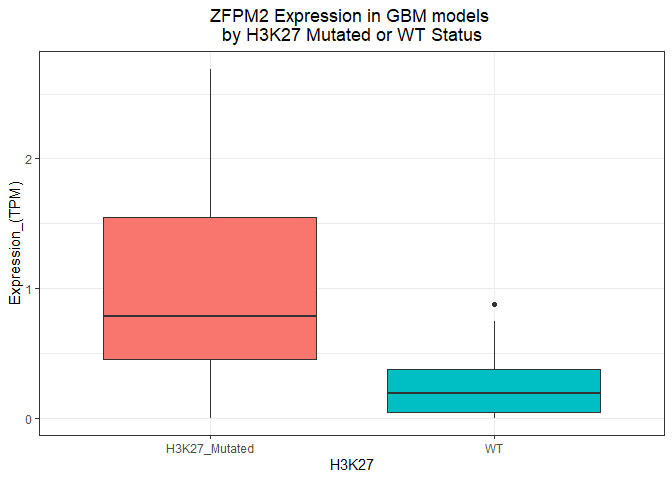 ZFPM2 Expression in GBM models
by H3K27 Mutated or WT Status
Expression_(TPM)
2
1
0
H3K27_Mutated
WT
H3K27